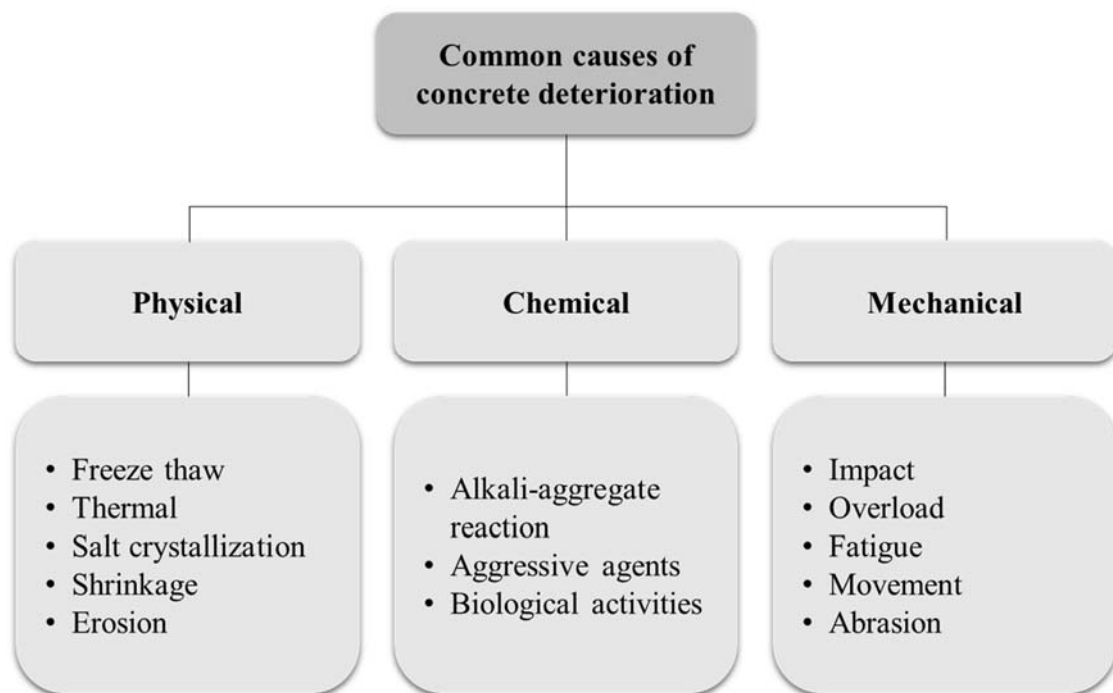 Common causes of
concrete deterioration
Physical
Chemical
Mechanical
• Freeze thaw
• Thermal
• Salt crystallization
• Shrinkage
• Erosion
• Alkali-aggregate
reaction
• Aggressive agents
• Biological activities
• Impact
• Overload
• Fatigue
• Movement
• Abrasion